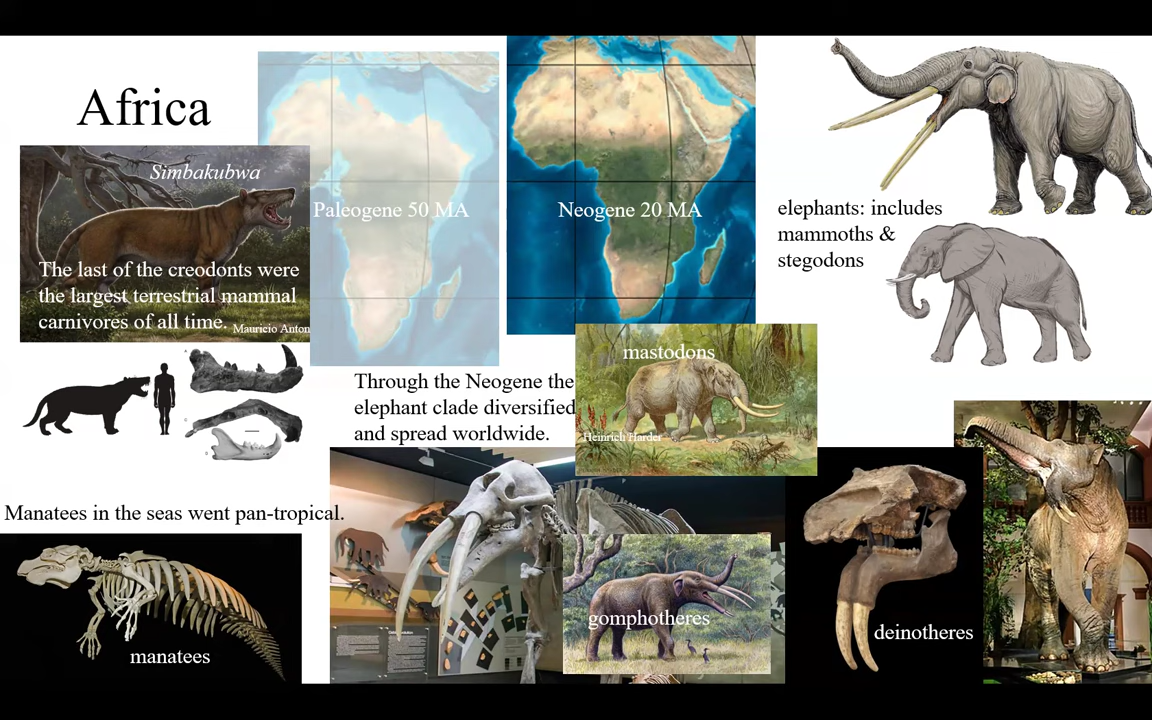 Africa
Simbakubwa
The last of the creodonts were
the largest terrestrial mammal
carnivores of all time.
Mauricio Anton
Paleogene 50 MA
Neogene 20 MA
elephants: includes
mammoths &
stegodons
Through the Neogene the
elephant clade diversified
and spread worldwide.
mastodons
Heinrich Harder
Manatees in the seas went pan-tropical.
manatees
gomphotheres
deinotheres